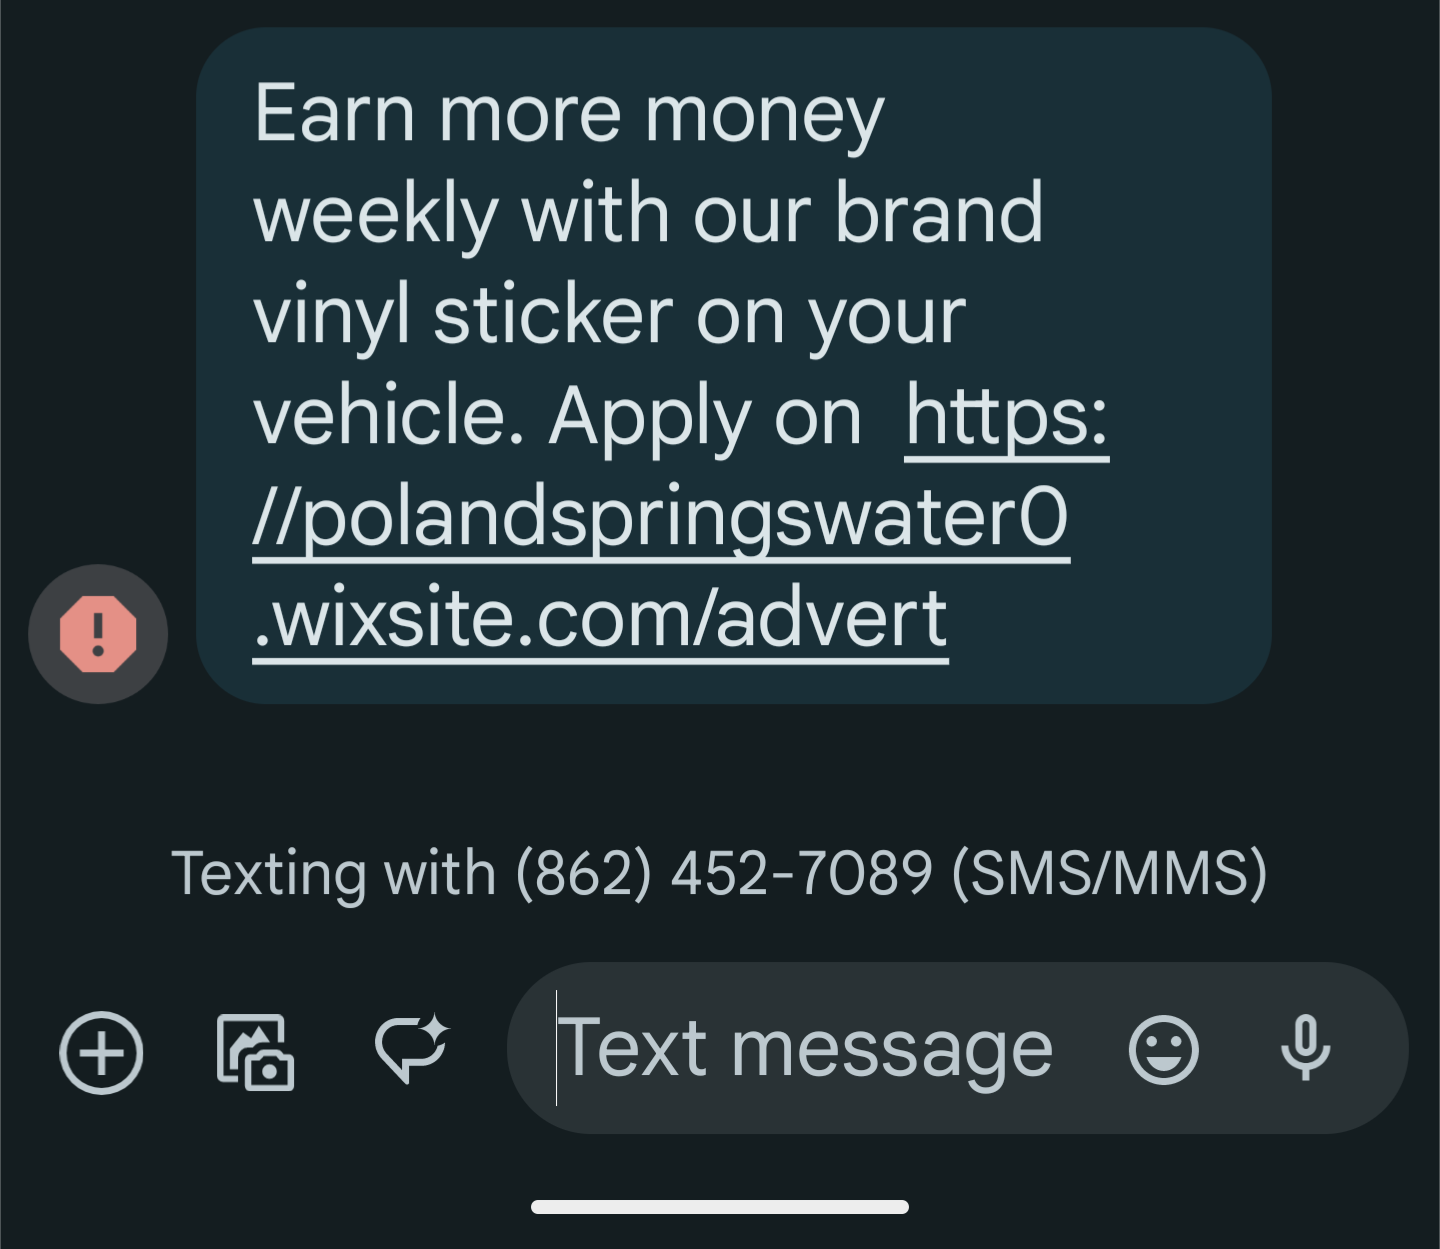 Earn more money
weekly with our brand
vinyl sticker on your
vehicle. Apply on  https:
//polandspringswater0
.wixsite.com/advert
Texting with (862) 452-7089 (SMS/MMS)
Text message